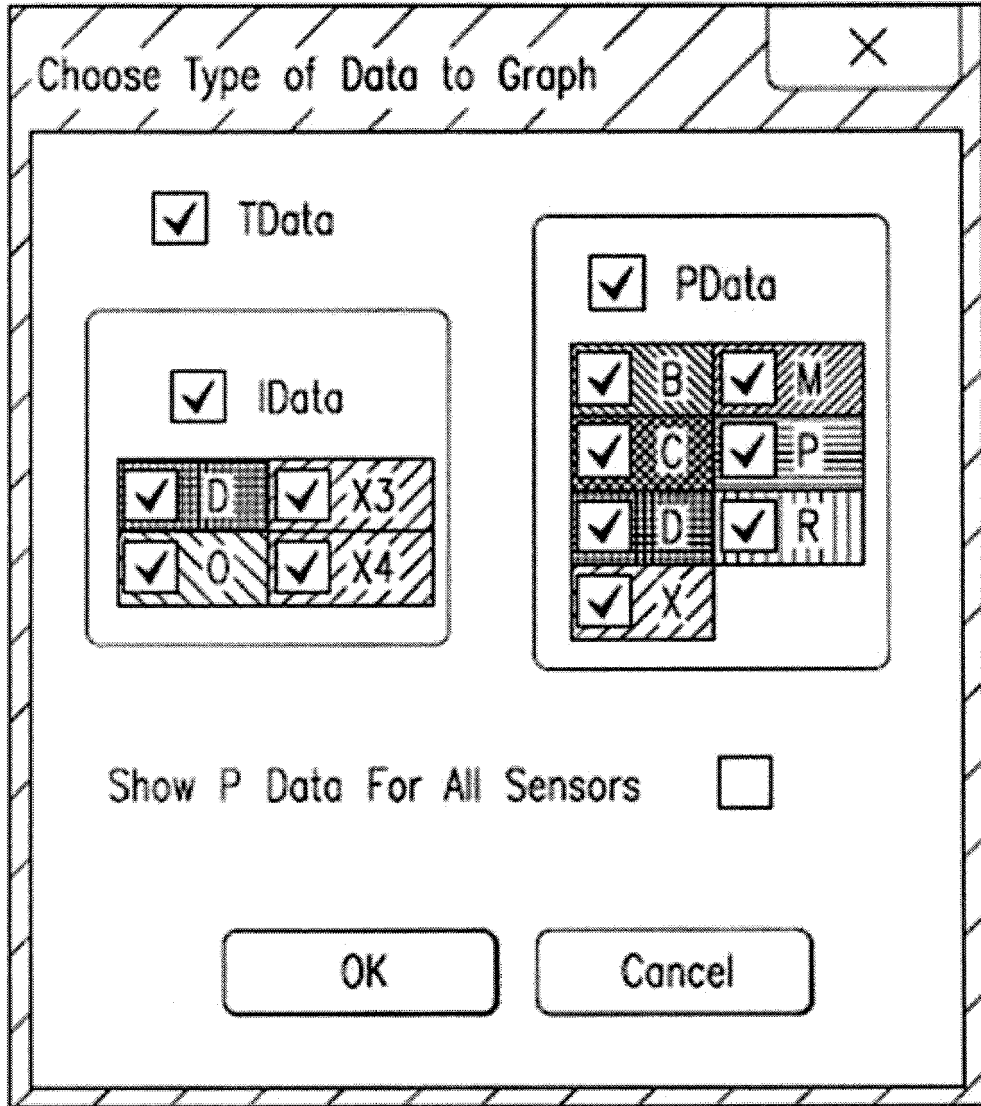 Choose Type of Data to Graph
TData
PData
B M
C P
D R
X
IData
D X3
O X4
Show P Data For All Sensors
OK Cancel